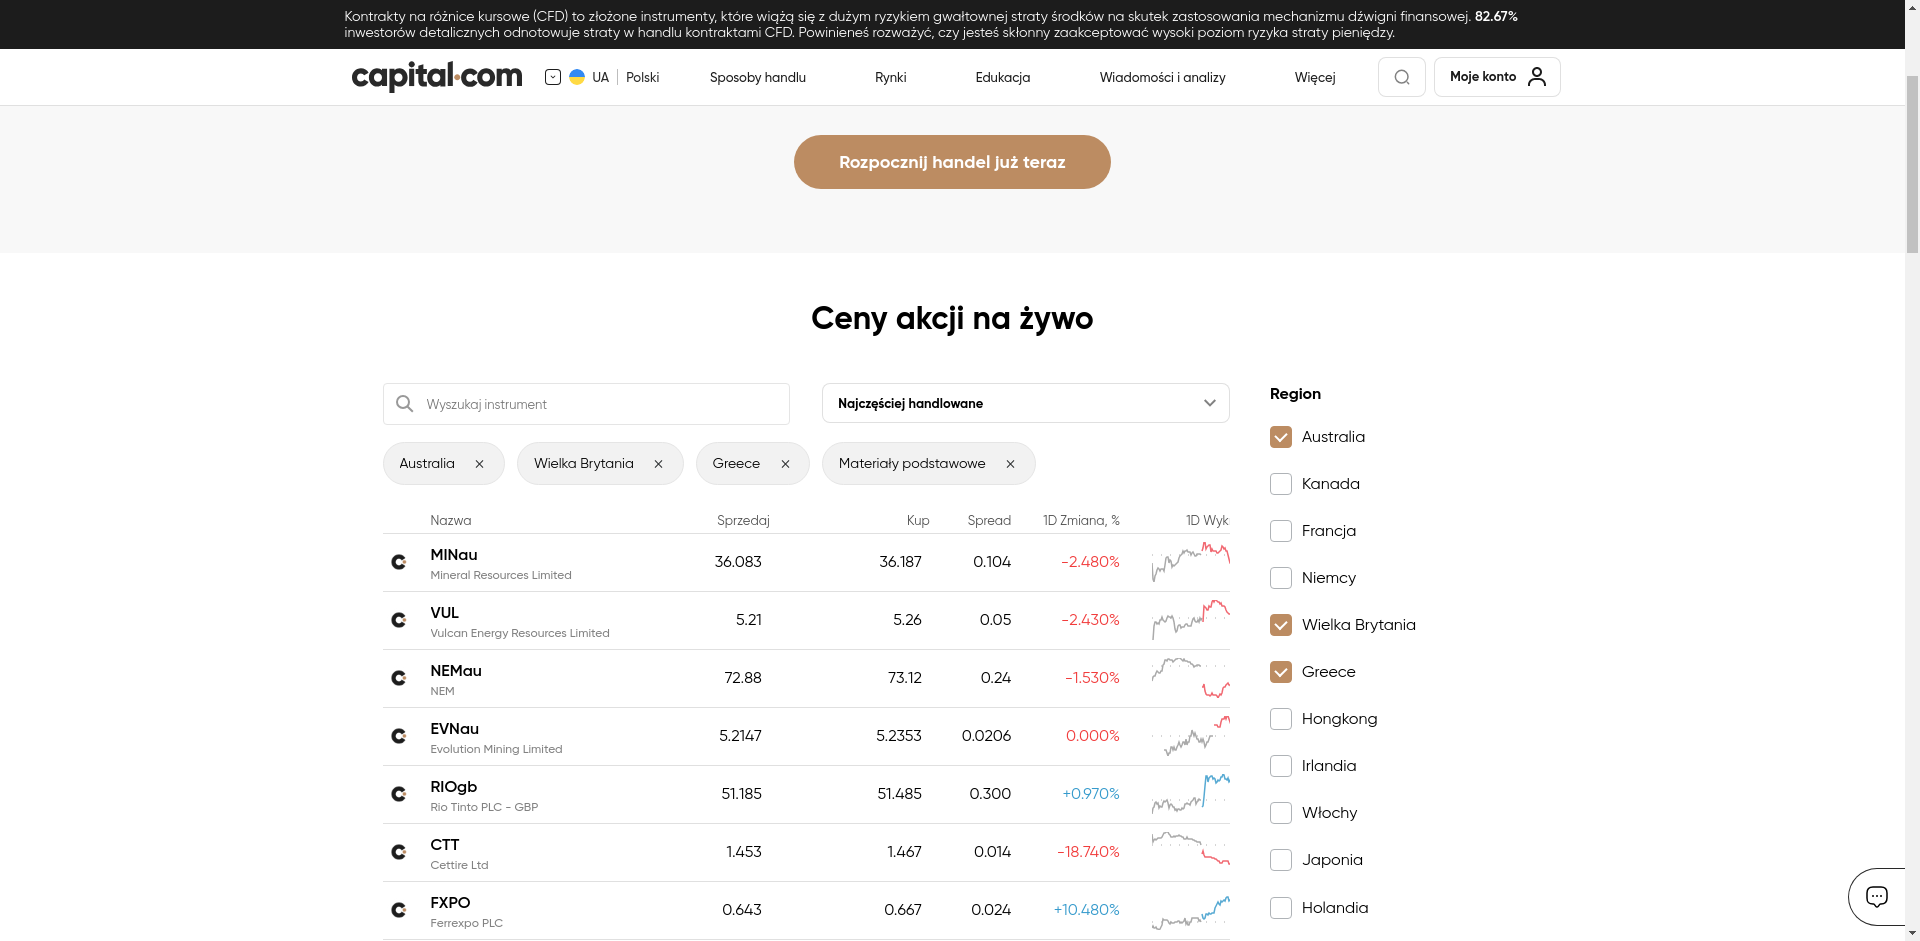 Kontrakty na różnice kursowe (CFD) to złożone instrumenty, które wiążą się z dużym ryzykiem gwałtownej straty środków na skutek zastosowania mechanizmu dźwigni finansowej. 82.67%
inwestorów detalicznych odnotowuje straty w handlu kontraktami CFD. Powinieneś rozważyć, czy jesteś skłonny zaakceptować wysoki poziom ryzyka straty pieniędzy.
capital.com UA Polski Sposoby handlu Rynki Edukacja Wiadomości i analizy Więcej Moje konto
Rozpocznij handel już teraz
Ceny akcji na żywo
Wyszukaj instrument
Najczęściej handlowane
Australia Wielka Brytania Greece Materiały podstawowe
Nazwa Sprzedaj Kup Spread 1D Zmiana, % 1D Wyk
MINau 36.083 36.187 0.104 -2.480%
Mineral Resources Limited
VUL 5.21 5.26 0.05 -2.430%
Vulcan Energy Resources Limited
NEMau 72.88 73.12 0.24 -1.530%
NEM
EVNau 5.2147 5.2353 0.0206 0.000%
Evolution Mining Limited
RIOgb 51.185 51.485 0.300 +0.970%
Rio Tinto PLC - GBP
CTT 1.453 1.467 0.014 -18.740%
Cettire Ltd
FXPO 0.643 0.667 0.024 +10.480%
Ferrexpo PLC
Region
Australia
Kanada
Francja
Niemcy
Wielka Brytania
Greece
Hongkong
Irlandia
Włochy
Japonia
Holandia